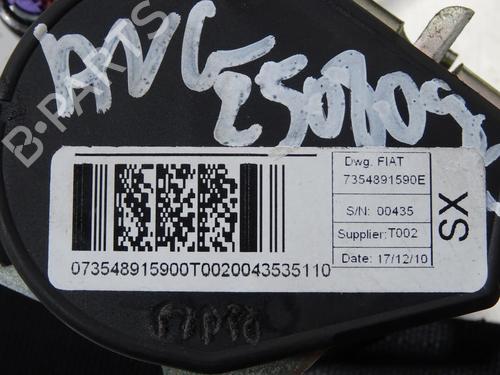 B-PARTS
Dwg. FIAT
7354891590E
S/N: 00435
Supplier:T002
Date: 17/12/10
SX
073548915900T0020043535110